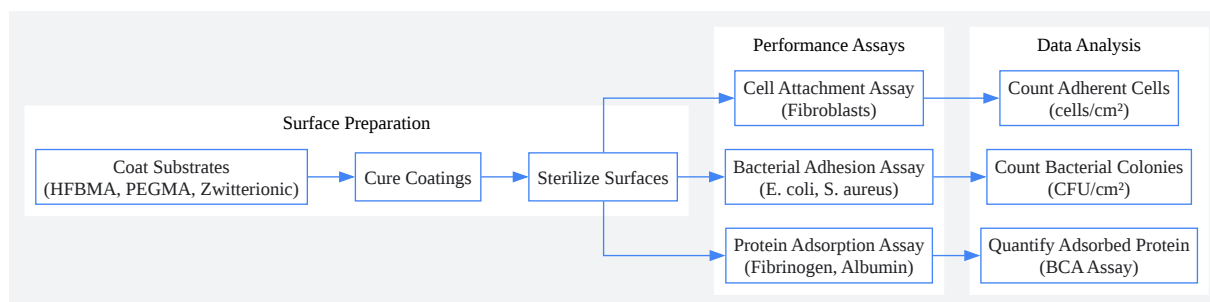 Surface Preparation
Coat Substrates
(HFBMA, PEGMA, Zwitterionic)
Cure Coatings
Sterilize Surfaces
Performance Assays
Cell Attachment Assay
(Fibroblasts)
Bacterial Adhesion Assay
(E. coli, S. aureus)
Protein Adsorption Assay
(Fibrinogen, Albumin)
Data Analysis
Count Adherent Cells
(cells/cm²)
Count Bacterial Colonies
(CFU/cm²)
Quantify Adsorbed Protein
(BCA Assay)